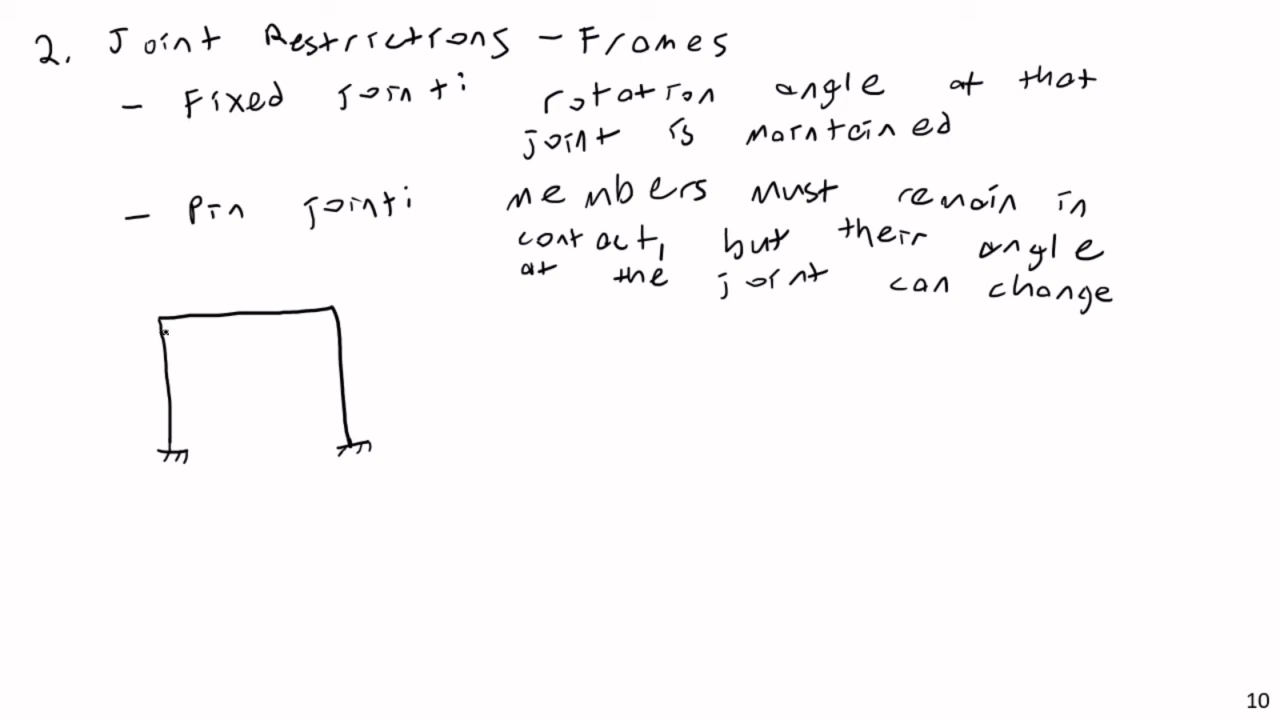 2. Joint Restrictions - Frames
- Fixed joint: rotation angle at that
joint is maintained
- Pin joint: members must remain in
contact, but their angle
at the joint can change
10